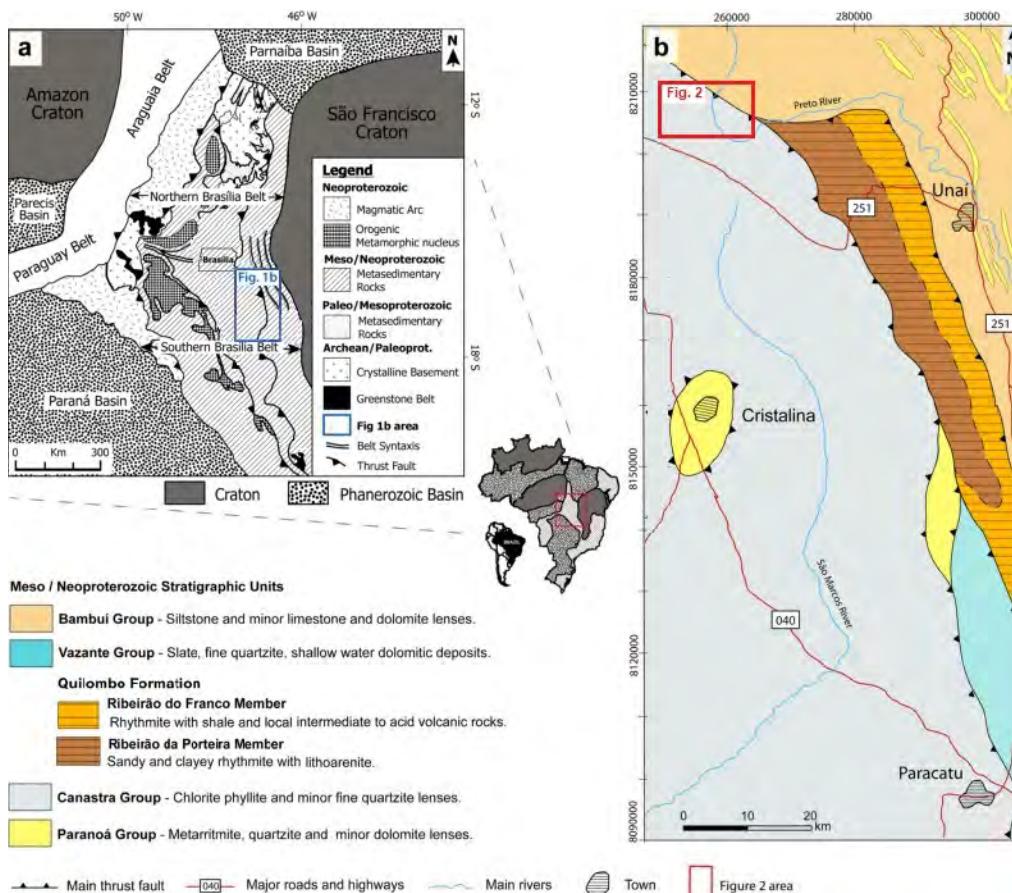 50°W
46°W
a
Parnaíba Basin
N
Araguaia Belt
Amazon
Craton
12°S
São Francisco
Craton
Legend
Neoproterozoic
Magmatic Arc
Orogenic
Metamorphic nucleus
Meso/Neoproterozoic
Metasedimentary
Rocks
Paleo/Mesoproterozoic
Metasedimentary
Rocks
Archean/Paleoprot.
Crystalline Basement
Greenstone Belt
Fig 1b area
Belt Syntaxis
Thrust Fault
Northern Brasília Belt
Parecis
Basin
Paraguay Belt
Brasília
Fig. 1b
Southern Brasília Belt
18°S
Paraná Basin
Km
0 300
Craton
Phanerozoic Basin
BRAZIL
260000
280000
300000
b
N
8210000
Fig. 2
Preto River
Unaí
251
8180000
251
Cristalina
8150000
São Marcos River
040
8120000
Paracatu
8090000
0 10 20
km
Meso / Neoproterozoic Stratigraphic Units
Bambuí Group - Siltstone and minor limestone and dolomite lenses.
Vazante Group - Slate, fine quartzite, shallow water dolomitic deposits.
Quilombo Formation
Ribeirão do Franco Member
Rhythmite with shale and local intermediate to acid volcanic rocks.
Ribeirão da Porteira Member
Sandy and clayey rhythmite with lithoarenite.
Canastra Group - Chlorite phyllite and minor fine quartzite lenses.
Paranoá Group - Metarritmite, quartzite and minor dolomite lenses.
Main thrust fault
040
Major roads and highways
Main rivers
Town
Figure 2 area